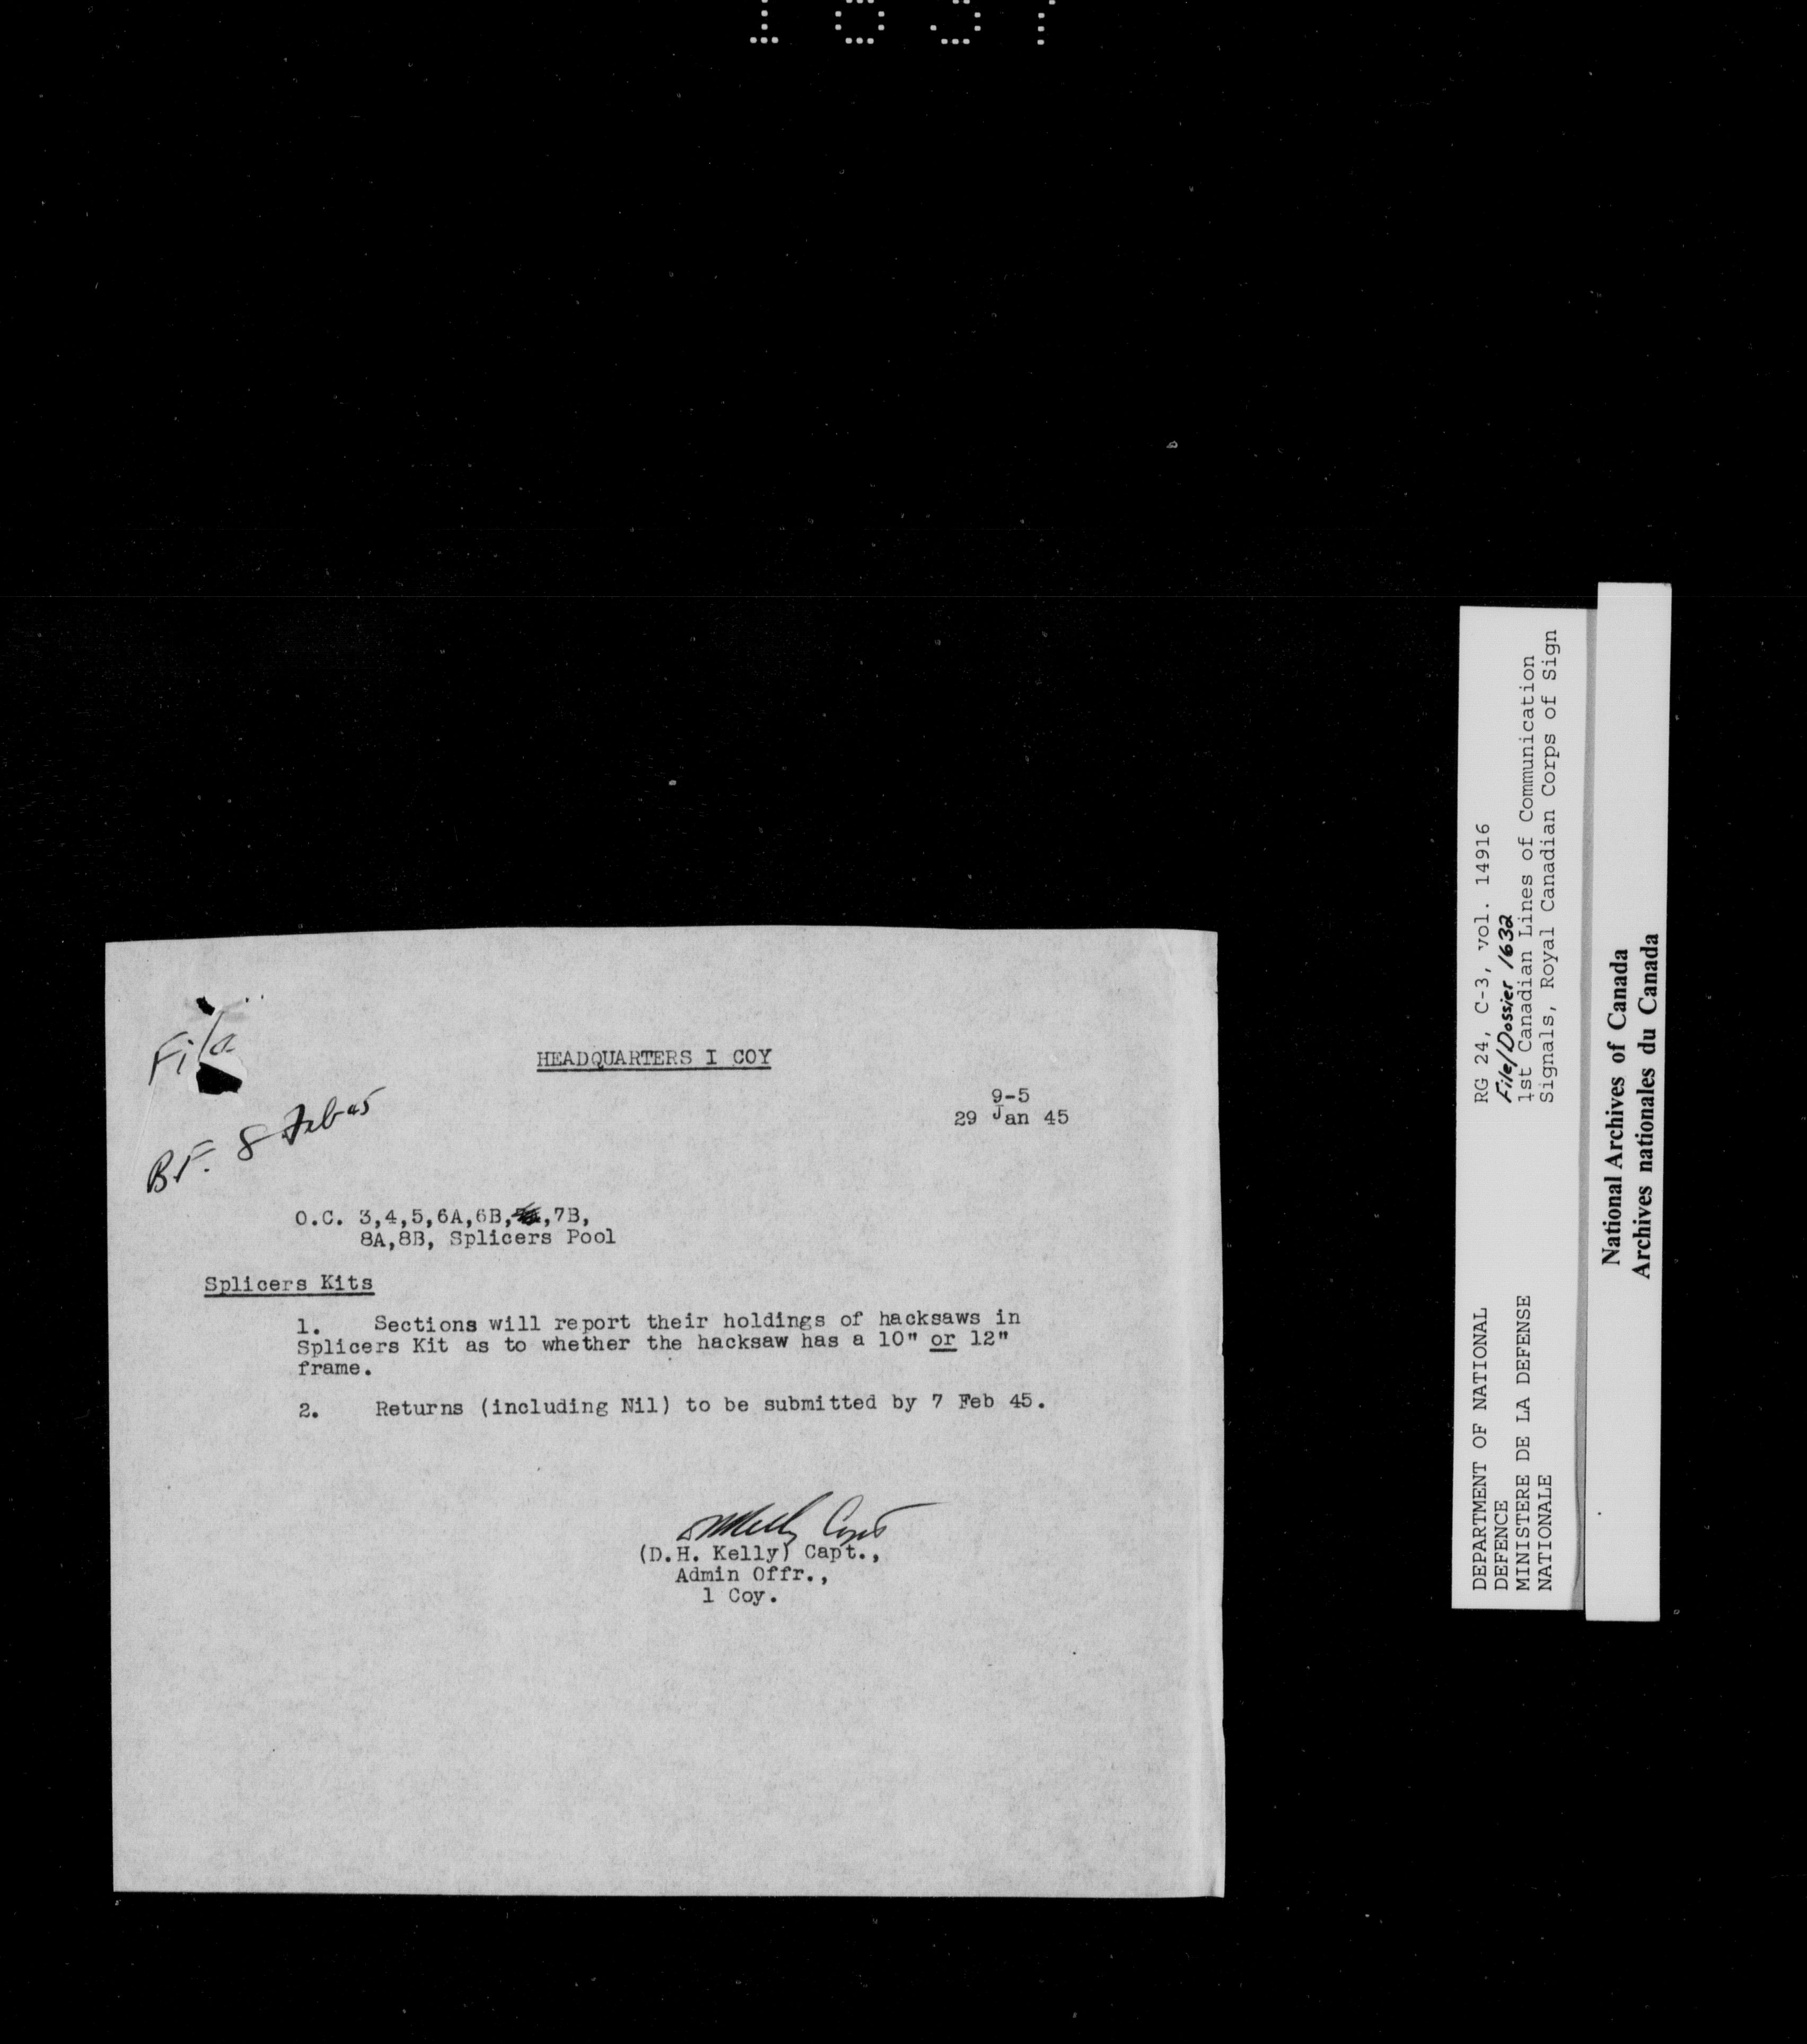 File
BF. 8 Feb 45
HEADQUARTERS I COY
9-5
29 Jan 45
O.C. 3,4,5,6A,6B, ,7B,
8A,8B, Splicers Pool
Splicers Kits
1. Sections will report their holdings of hacksaws in
Splicers Kit as to whether the hacksaw has a 10" or 12"
frame.
2. Returns (including Nil) to be submitted by 7 Feb 45.
DHKelly Capt
(D.H. Kelly) Capt.,
Admin Offr.,
1 Coy.
RG 24, C-3, vol. 14916
File/Dossier 1632
1st Canadian Lines of Communication
Signals, Royal Canadian Corps of Sign
DEPARTMENT OF NATIONAL
DEFENCE
MINISTERE DE LA DEFENSE
NATIONALE
National Archives of Canada
Archives nationales du Canada